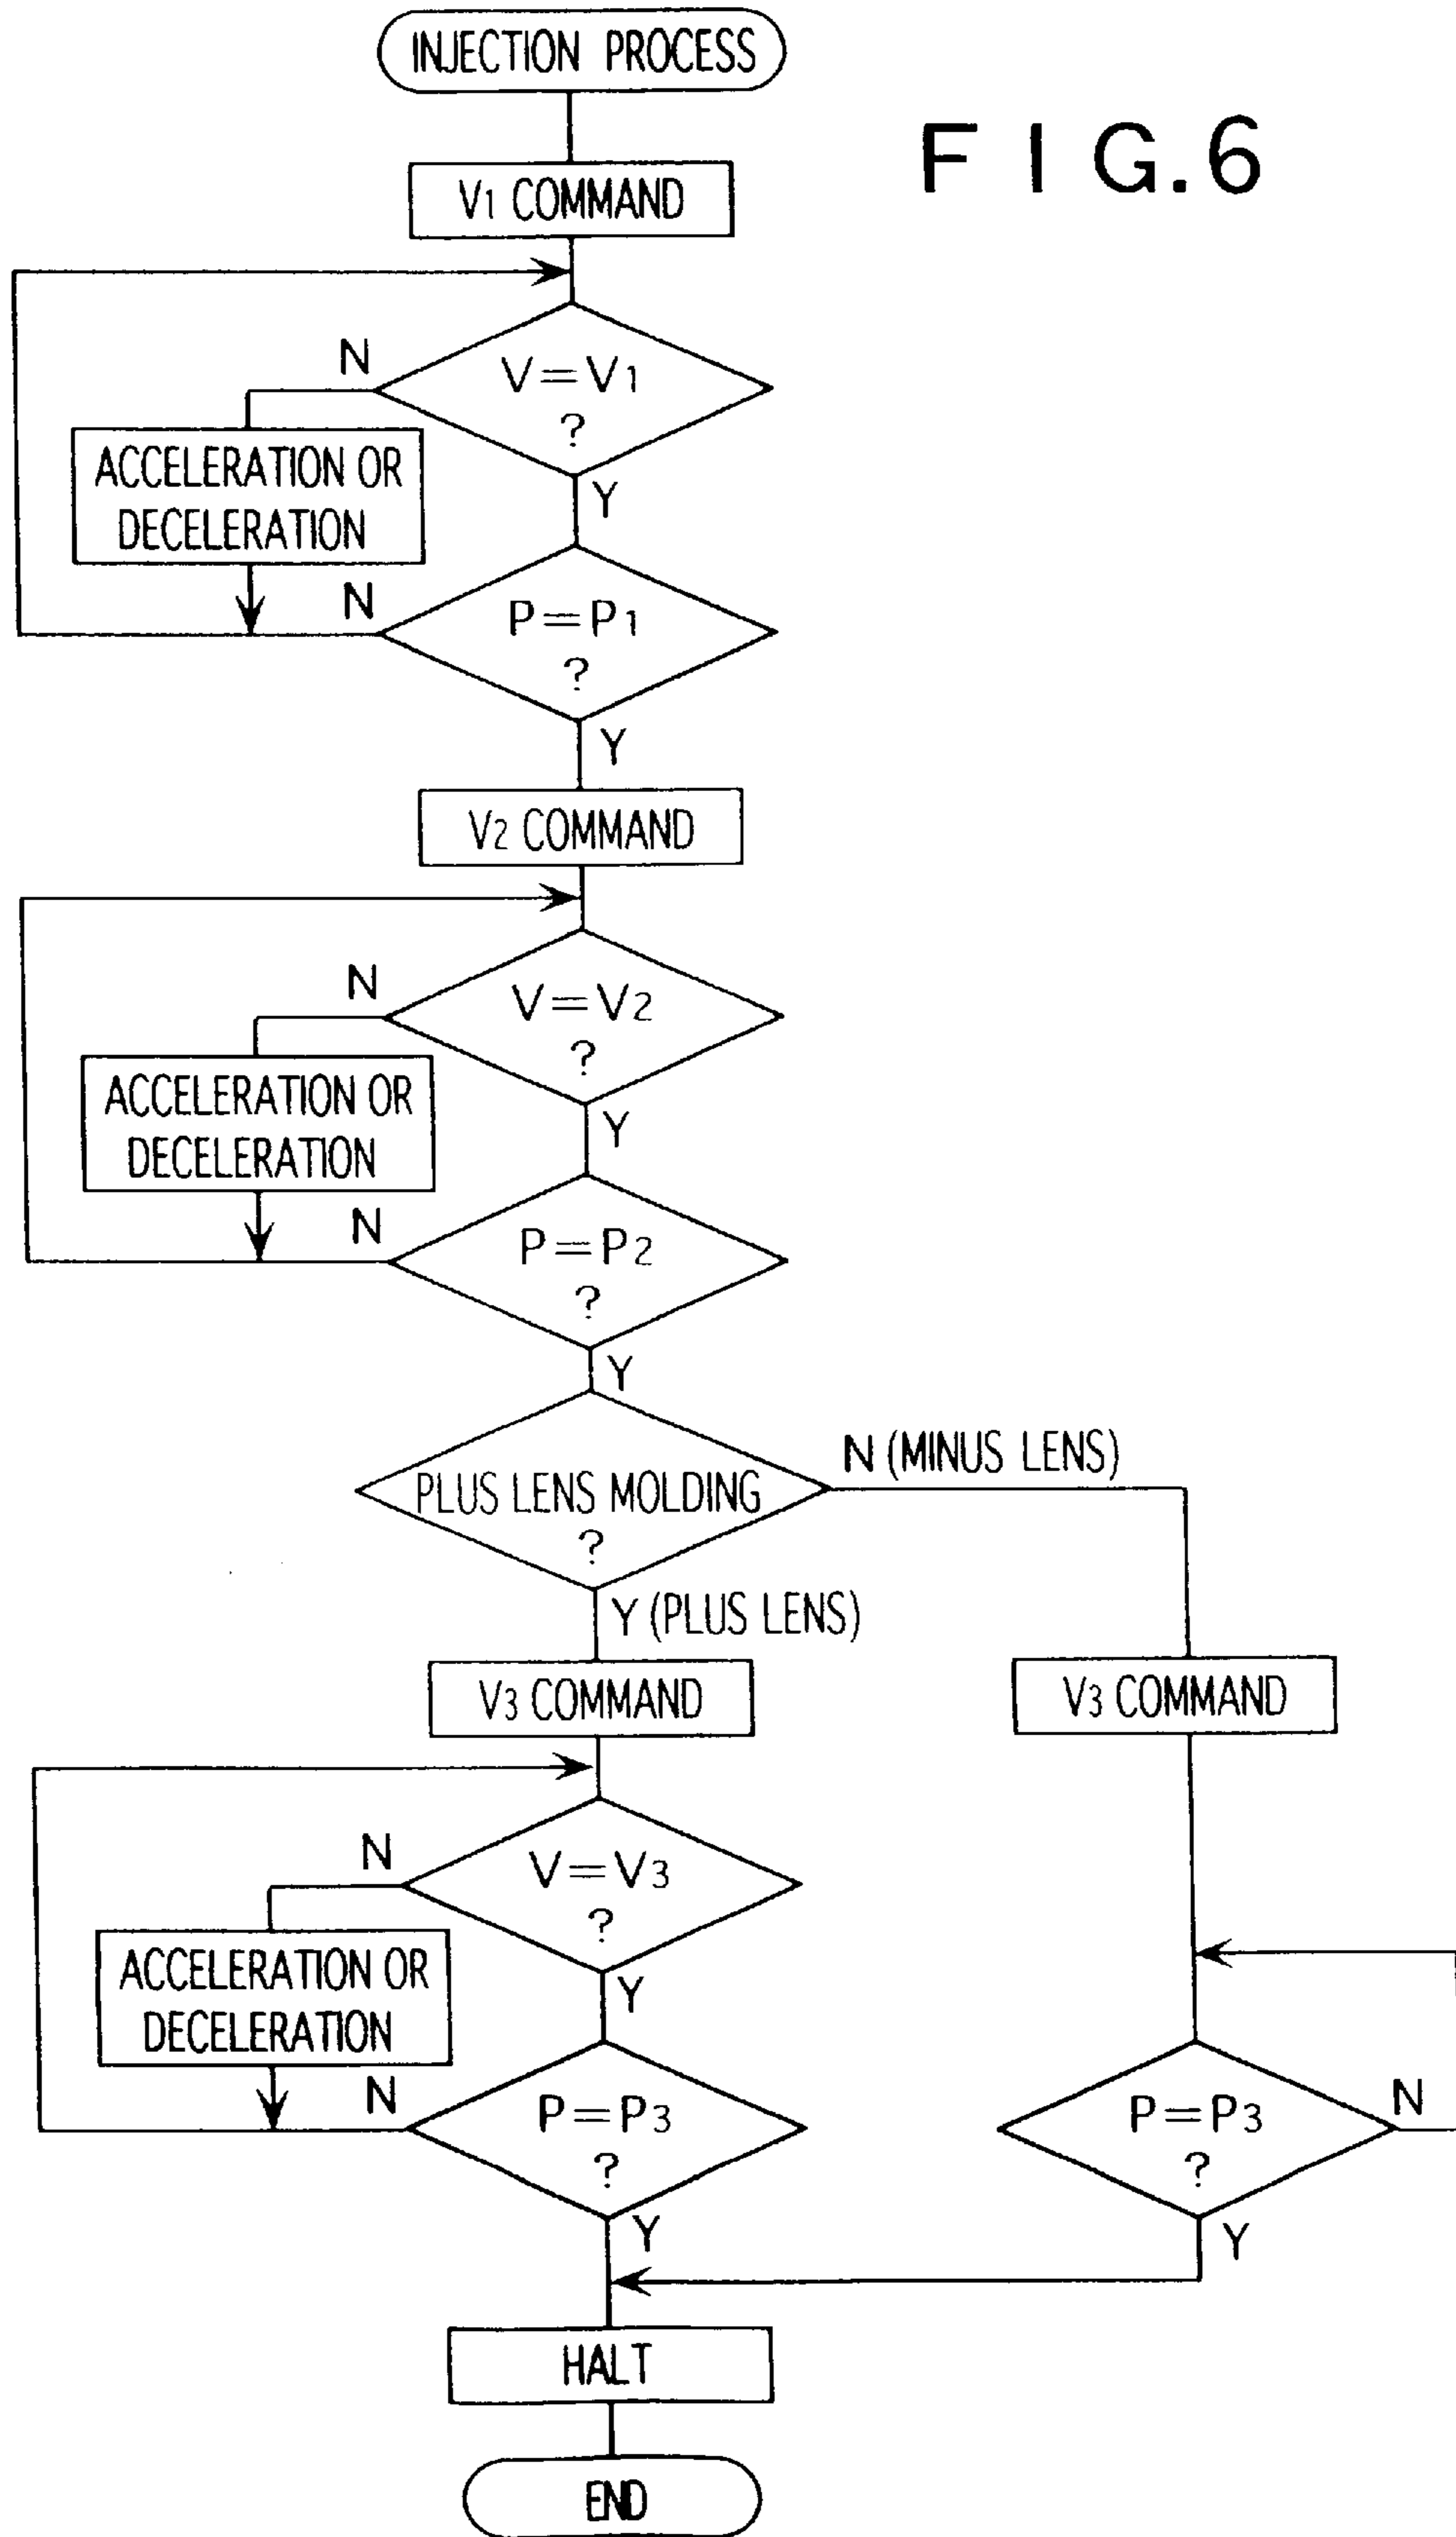 INJECTION PROCESS
F I G.6
V1 COMMAND
N
V=V1
?
ACCELERATION OR
DECELERATION
Y
N
P=P1
?
Y
V2 COMMAND
N
V=V2
?
ACCELERATION OR
DECELERATION
Y
N
P=P2
?
Y
N (MINUS LENS)
PLUS LENS MOLDING
?
Y (PLUS LENS)
V3 COMMAND
V3 COMMAND
N
V=V3
?
ACCELERATION OR
DECELERATION
Y
N
P=P3
?
P=P3
?
N
Y
Y
HALT
END